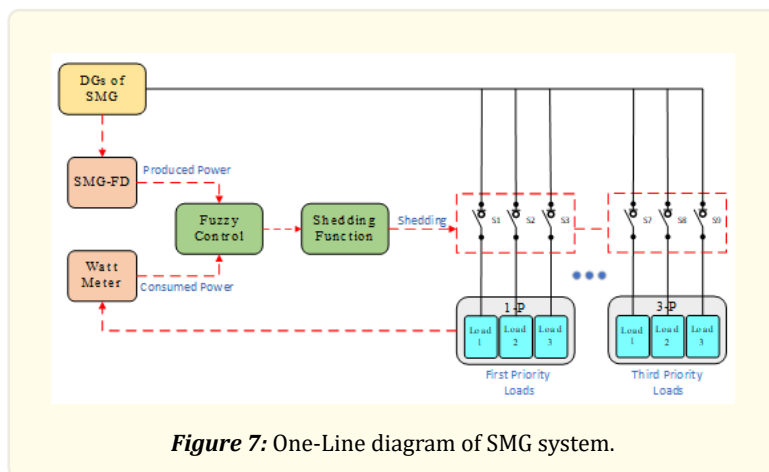 DGs of
SMG
Produced Power
SMG-FD
Fuzzy
Control
Shedding
Function
Shedding
S1
S2
S3
S7
S8
S9
Watt
Meter
Consumed Power
1-P
3-P
Load
1
Load
2
Load
3
Load
1
Load
2
Load
3
First Priority
Loads
Third Priority
Loads
Figure 7: One-Line diagram of SMG system.